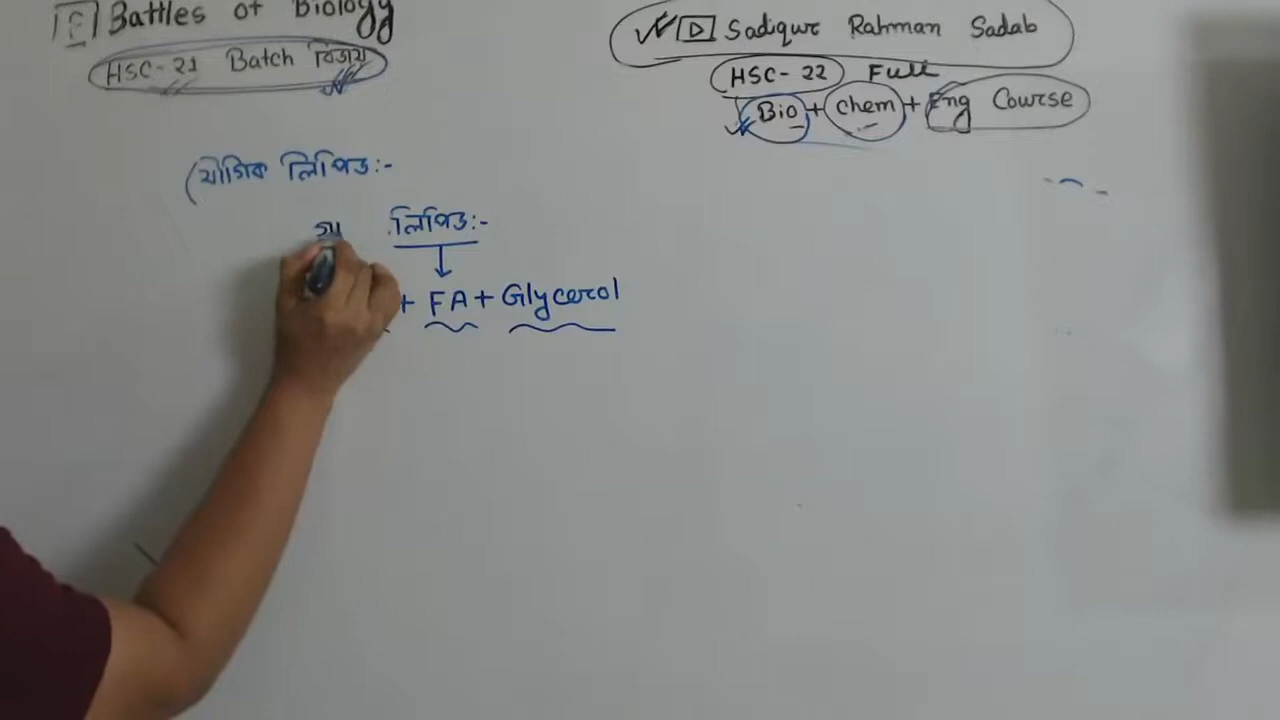 Battles of Biology
HSC-21 Batch বিজয়
Sadiqur Rahman Sadab
HSC-22 Full
Bio + Chem + Eng Course
যৌগিক লিপিড:-
লিপিড:-
+ FA + Glycerol